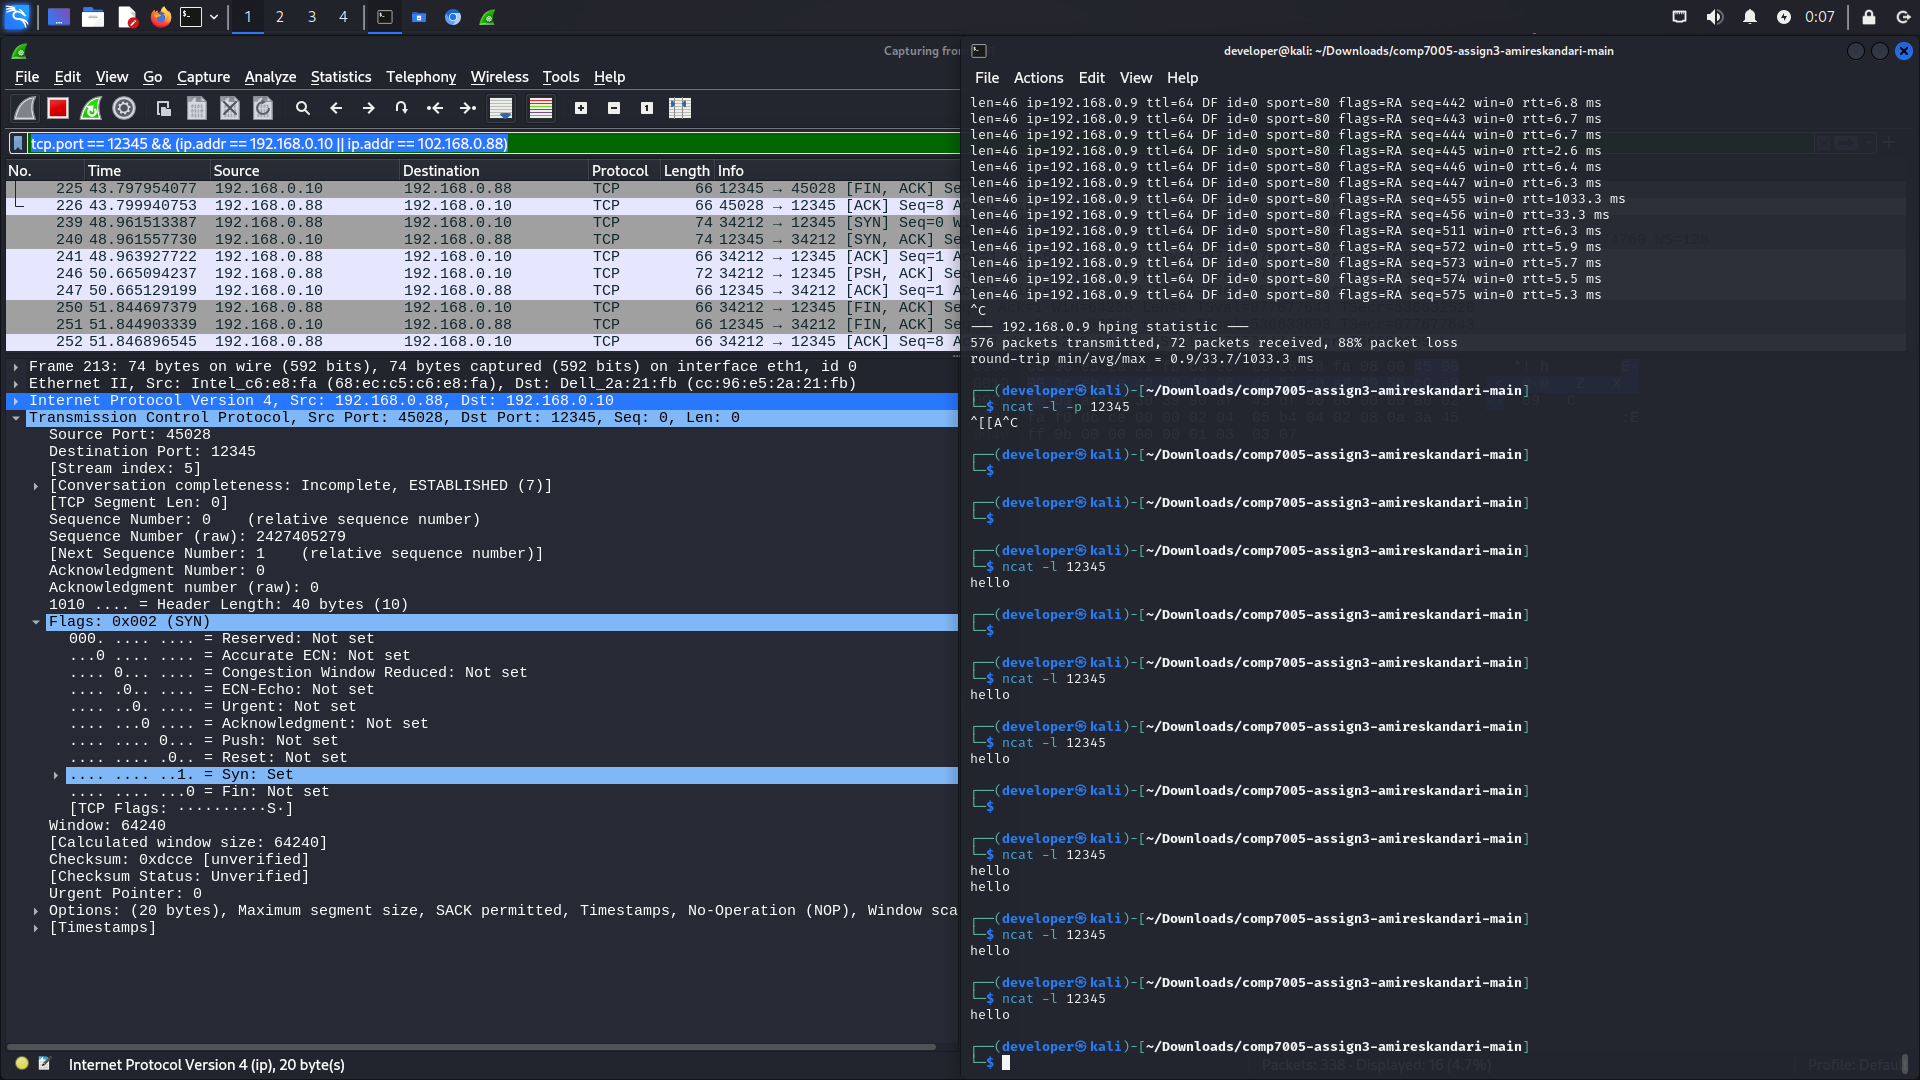 1 2 3 4 0:07
Capturing fro
File Edit View Go Capture Analyze Statistics Telephony Wireless Tools Help
tcp.port == 12345 && (ip.addr == 192.168.0.10 || ip.addr == 102.168.0.88)
No. Time Source Destination Protocol Length Info
225 43.797954077 192.168.0.10 192.168.0.88 TCP 66 12345 → 45028 [FIN, ACK] Se
226 43.799940753 192.168.0.88 192.168.0.10 TCP 66 45028 → 12345 [ACK] Seq=8 A
239 48.961513387 192.168.0.88 192.168.0.10 TCP 74 34212 → 12345 [SYN] Seq=0 W
240 48.961557730 192.168.0.10 192.168.0.88 TCP 74 12345 → 34212 [SYN, ACK] Se
241 48.963927722 192.168.0.88 192.168.0.10 TCP 66 34212 → 12345 [ACK] Seq=1 A
246 50.665094237 192.168.0.88 192.168.0.10 TCP 72 34212 → 12345 [PSH, ACK] Se
247 50.665129199 192.168.0.10 192.168.0.88 TCP 66 12345 → 34212 [ACK] Seq=1 A
250 51.844697379 192.168.0.88 192.168.0.10 TCP 66 34212 → 12345 [FIN, ACK] Se
251 51.844903339 192.168.0.10 192.168.0.88 TCP 66 12345 → 34212 [FIN, ACK] Se
252 51.846896545 192.168.0.88 192.168.0.10 TCP 66 34212 → 12345 [ACK] Seq=8 A
Frame 213: 74 bytes on wire (592 bits), 74 bytes captured (592 bits) on interface eth1, id 0
Ethernet II, Src: Intel_c6:e8:fa (68:ec:c5:c6:e8:fa), Dst: Dell_2a:21:fb (cc:96:e5:2a:21:fb)
Internet Protocol Version 4, Src: 192.168.0.88, Dst: 192.168.0.10
Transmission Control Protocol, Src Port: 45028, Dst Port: 12345, Seq: 0, Len: 0
Source Port: 45028
Destination Port: 12345
[Stream index: 5]
[Conversation completeness: Incomplete, ESTABLISHED (7)]
[TCP Segment Len: 0]
Sequence Number: 0 (relative sequence number)
Sequence Number (raw): 2427405279
[Next Sequence Number: 1 (relative sequence number)]
Acknowledgment Number: 0
Acknowledgment number (raw): 0
1010 .... = Header Length: 40 bytes (10)
Flags: 0x002 (SYN)
000. .... .... = Reserved: Not set
...0 .... .... = Accurate ECN: Not set
.... 0... .... = Congestion Window Reduced: Not set
.... .0.. .... = ECN-Echo: Not set
.... ..0. .... = Urgent: Not set
.... ...0 .... = Acknowledgment: Not set
.... .... 0... = Push: Not set
.... .... .0.. = Reset: Not set
.... .... ..1. = Syn: Set
.... .... ...0 = Fin: Not set
[TCP Flags: ··········S·]
Window: 64240
[Calculated window size: 64240]
Checksum: 0xdcce [unverified]
[Checksum Status: Unverified]
Urgent Pointer: 0
Options: (20 bytes), Maximum segment size, SACK permitted, Timestamps, No-Operation (NOP), Window sca
[Timestamps]
Internet Protocol Version 4 (ip), 20 byte(s)
developer@kali: ~/Downloads/comp7005-assign3-amireskandari-main
File Actions Edit View Help
len=46 ip=192.168.0.9 ttl=64 DF id=0 sport=80 flags=RA seq=442 win=0 rtt=6.8 ms
len=46 ip=192.168.0.9 ttl=64 DF id=0 sport=80 flags=RA seq=443 win=0 rtt=6.7 ms
len=46 ip=192.168.0.9 ttl=64 DF id=0 sport=80 flags=RA seq=444 win=0 rtt=6.7 ms
len=46 ip=192.168.0.9 ttl=64 DF id=0 sport=80 flags=RA seq=445 win=0 rtt=2.6 ms
len=46 ip=192.168.0.9 ttl=64 DF id=0 sport=80 flags=RA seq=446 win=0 rtt=6.4 ms
len=46 ip=192.168.0.9 ttl=64 DF id=0 sport=80 flags=RA seq=447 win=0 rtt=6.3 ms
len=46 ip=192.168.0.9 ttl=64 DF id=0 sport=80 flags=RA seq=455 win=0 rtt=1033.3 ms
len=46 ip=192.168.0.9 ttl=64 DF id=0 sport=80 flags=RA seq=456 win=0 rtt=33.3 ms
len=46 ip=192.168.0.9 ttl=64 DF id=0 sport=80 flags=RA seq=511 win=0 rtt=6.3 ms
len=46 ip=192.168.0.9 ttl=64 DF id=0 sport=80 flags=RA seq=572 win=0 rtt=5.9 ms
len=46 ip=192.168.0.9 ttl=64 DF id=0 sport=80 flags=RA seq=573 win=0 rtt=5.7 ms
len=46 ip=192.168.0.9 ttl=64 DF id=0 sport=80 flags=RA seq=574 win=0 rtt=5.5 ms
len=46 ip=192.168.0.9 ttl=64 DF id=0 sport=80 flags=RA seq=575 win=0 rtt=5.3 ms
^C
--- 192.168.0.9 hping statistic ---
576 packets transmitted, 72 packets received, 88% packet loss
round-trip min/avg/max = 0.9/33.7/1033.3 ms
┌──(developer㉿kali)-[~/Downloads/comp7005-assign3-amireskandari-main]
└─$ ncat -l -p 12345
^[[A^C
┌──(developer㉿kali)-[~/Downloads/comp7005-assign3-amireskandari-main]
└─$
┌──(developer㉿kali)-[~/Downloads/comp7005-assign3-amireskandari-main]
└─$
┌──(developer㉿kali)-[~/Downloads/comp7005-assign3-amireskandari-main]
└─$ ncat -l 12345
hello
┌──(developer㉿kali)-[~/Downloads/comp7005-assign3-amireskandari-main]
└─$
┌──(developer㉿kali)-[~/Downloads/comp7005-assign3-amireskandari-main]
└─$ ncat -l 12345
hello
┌──(developer㉿kali)-[~/Downloads/comp7005-assign3-amireskandari-main]
└─$ ncat -l 12345
hello
┌──(developer㉿kali)-[~/Downloads/comp7005-assign3-amireskandari-main]
└─$
┌──(developer㉿kali)-[~/Downloads/comp7005-assign3-amireskandari-main]
└─$ ncat -l 12345
hello
hello
┌──(developer㉿kali)-[~/Downloads/comp7005-assign3-amireskandari-main]
└─$ ncat -l 12345
hello
┌──(developer㉿kali)-[~/Downloads/comp7005-assign3-amireskandari-main]
└─$ ncat -l 12345
hello
┌──(developer㉿kali)-[~/Downloads/comp7005-assign3-amireskandari-main]
└─$
Packets: 338 · Displayed: 16 (4.7%) Profile: Defau